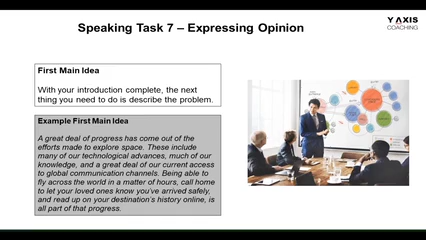 Speaking Task 7 – Expressing Opinion
Y AXIS
COACHING
First Main Idea
With your introduction complete, the next
thing you need to do is describe the problem.
Example First Main Idea
A great deal of progress has come out of the
efforts made to explore space. These include
many of our technological advances, much of our
knowledge, and a great deal of our current access
to global communication channels. Being able to
fly across the world in a matter of hours, call home
to let your loved ones know you've arrived safely,
and read up on your destination's history online, is
all part of that progress.